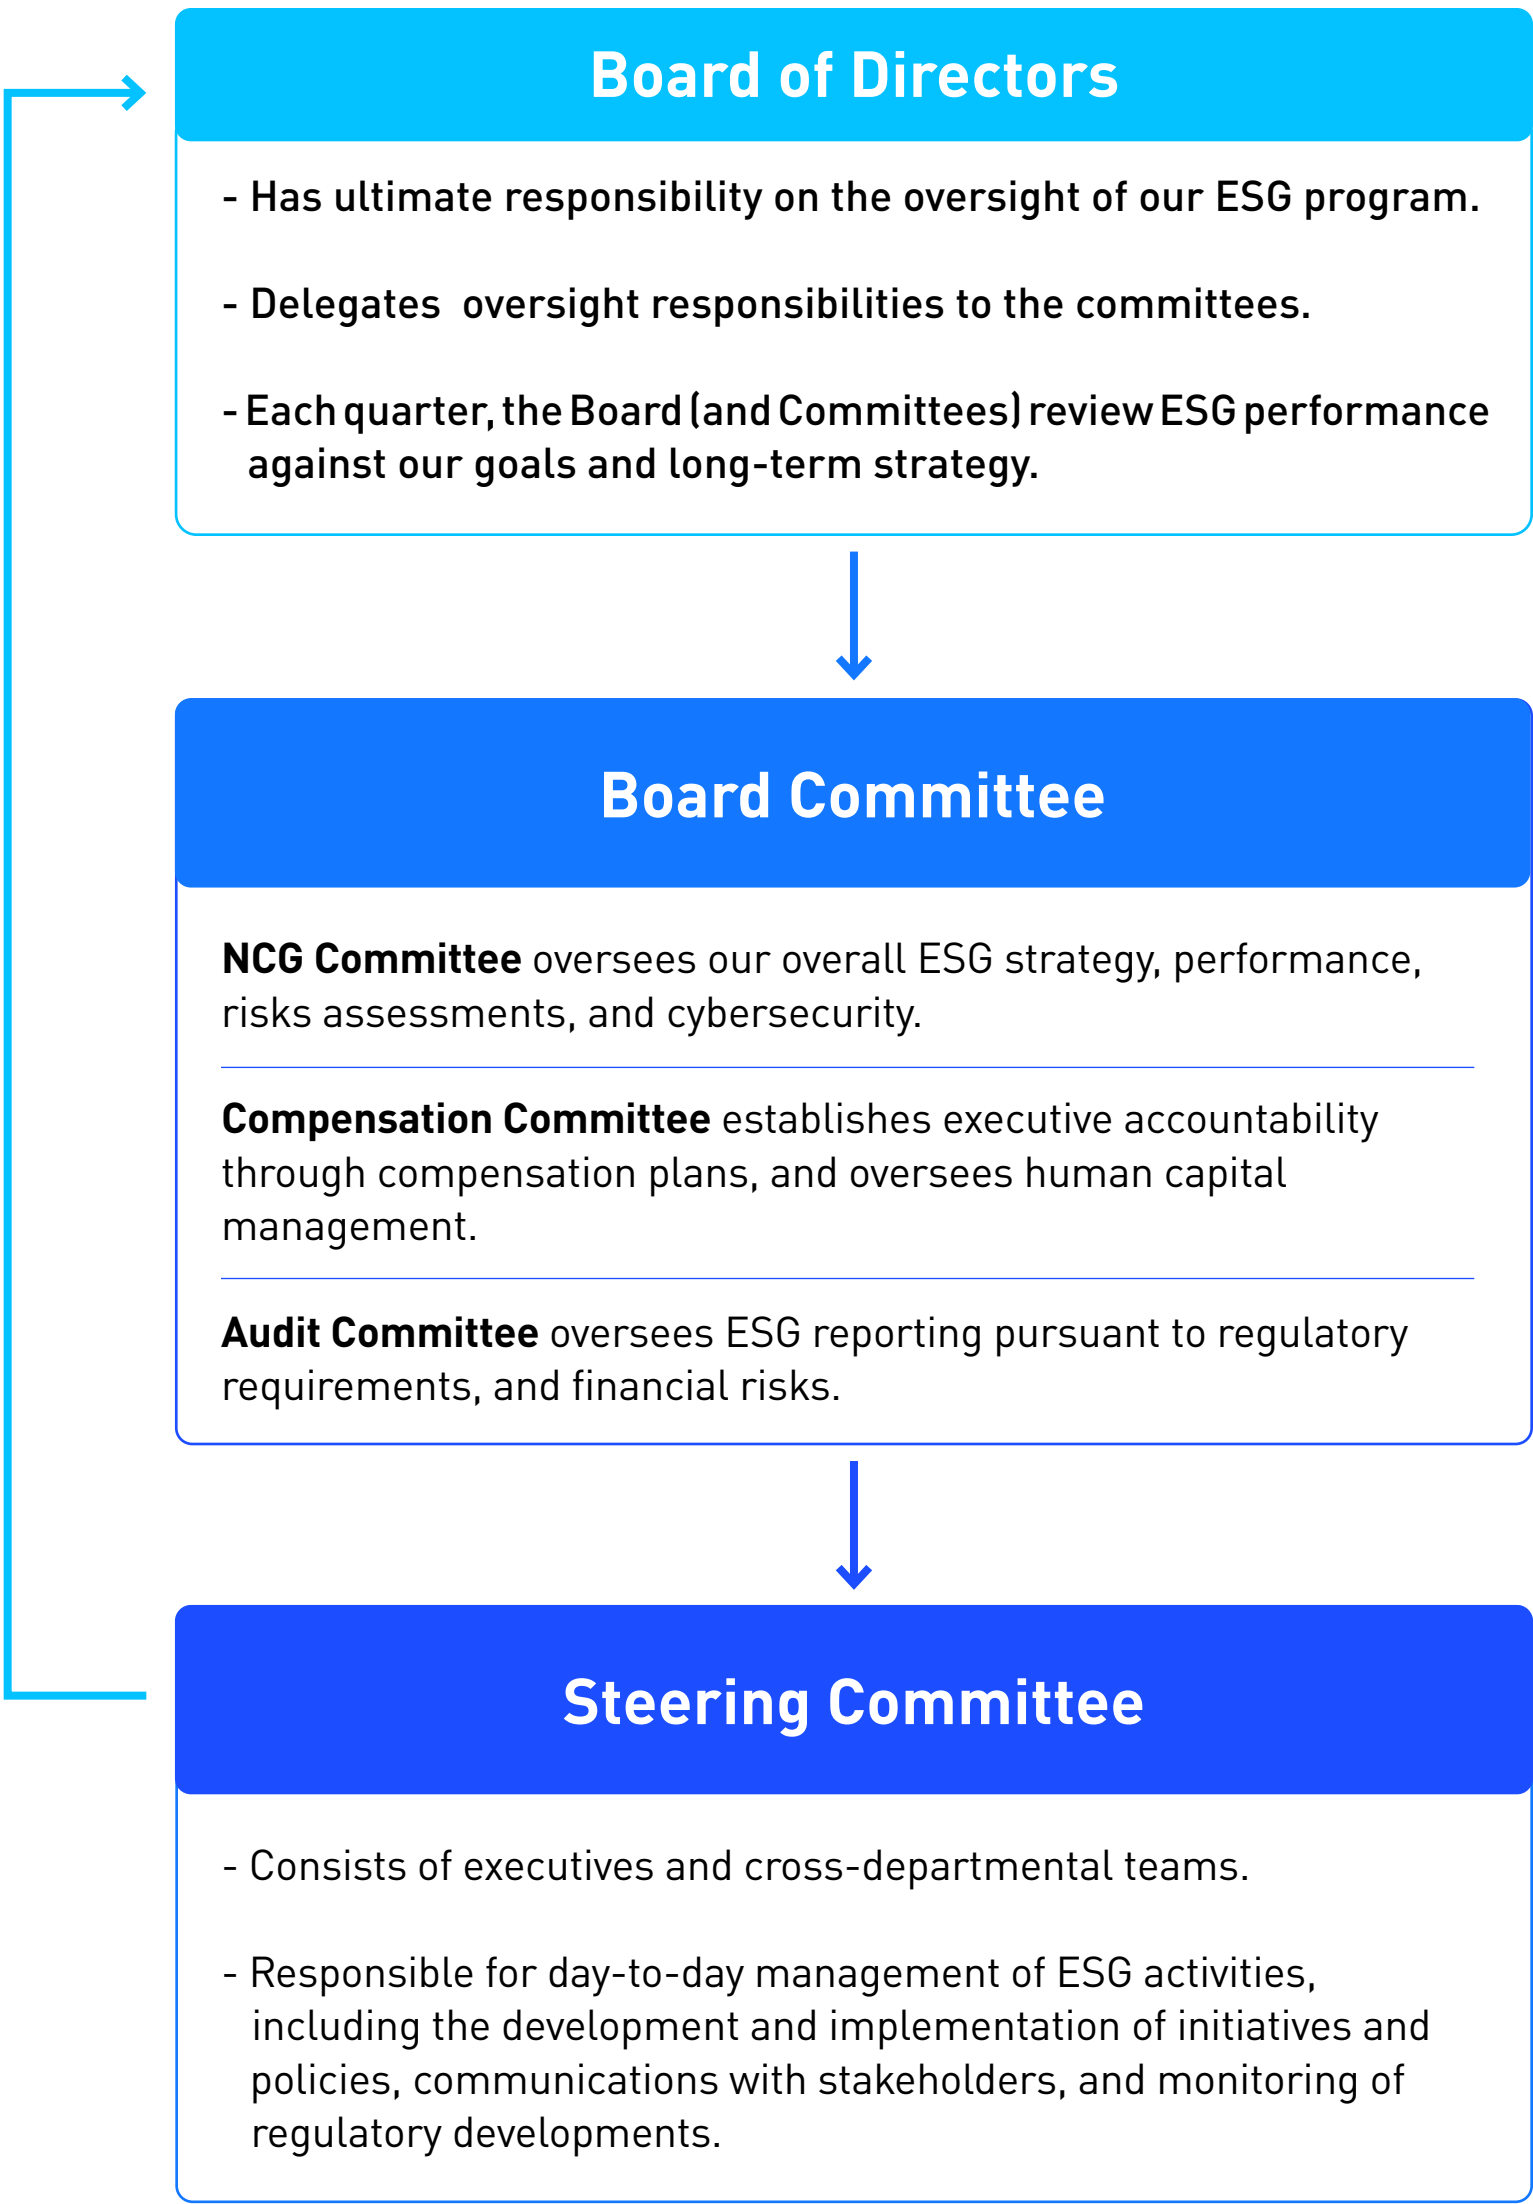 Board of Directors
- Has ultimate responsibility on the oversight of our ESG program.
- Delegates  oversight responsibilities to the committees.
- Each quarter, the Board (and Committees) review ESG performance
against our goals and long-term strategy.
Board Committee
NCG Committee oversees our overall ESG strategy, performance,
risks assessments, and cybersecurity.
Compensation Committee establishes executive accountability
through compensation plans, and oversees human capital
management.
Audit Committee oversees ESG reporting pursuant to regulatory
requirements, and financial risks.
Steering Committee
- Consists of executives and cross-departmental teams.
- Responsible for day-to-day management of ESG activities,
including the development and implementation of initiatives and
policies, communications with stakeholders, and monitoring of
regulatory developments.